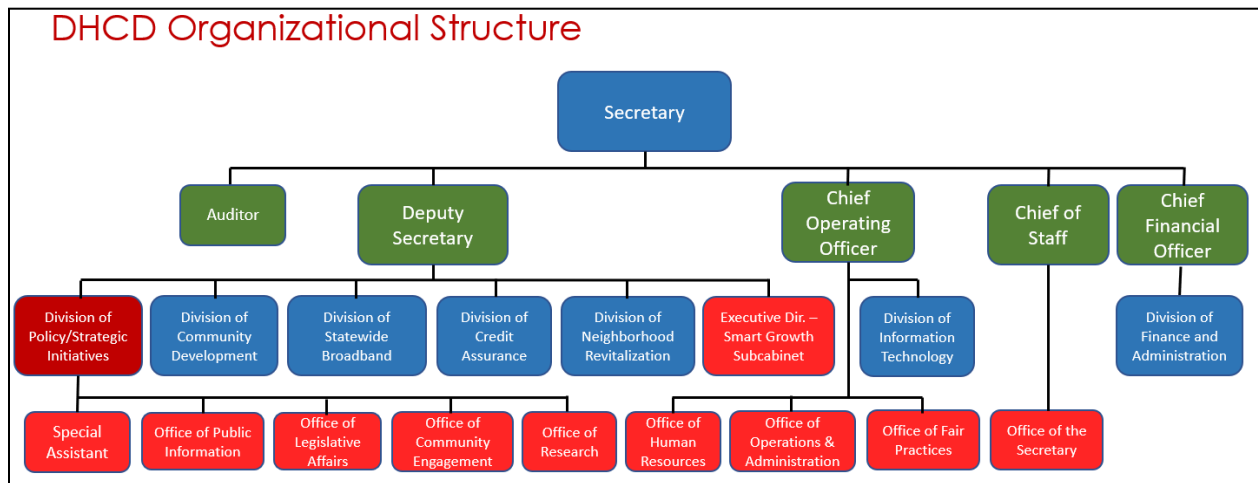 DHCD Organizational Structure
Secretary
Auditor
Deputy
Secretary
Chief
Operating
Officer
Chief of
Staff
Chief
Financial
Officer
Division of
Policy/Strategic
Initiatives
Division of
Community
Development
Division of
Statewide
Broadband
Division of
Credit
Assurance
Division of
Neighborhood
Revitalization
Executive Dir. –
Smart Growth
Subcabinet
Division of
Information
Technology
Division of
Finance and
Administration
Special
Assistant
Office of Public
Information
Office of
Legislative
Affairs
Office of
Community
Engagement
Office of
Research
Office of
Human
Resources
Office of
Operations &
Administration
Office of Fair
Practices
Office of the
Secretary